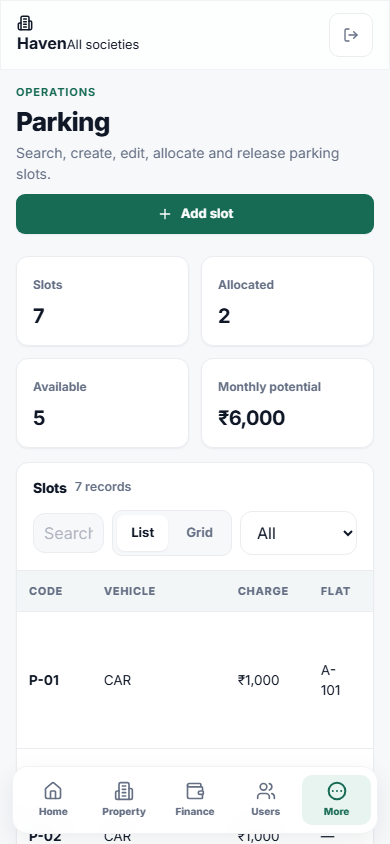 HavenAll societies
OPERATIONS
Parking
Search, create, edit, allocate and release parking
slots.
+ Add slot
Slots
7
Allocated
2
Available
5
Monthly potential
₹6,000
Slots 7 records
Search
List
Grid
All
CODE VEHICLE CHARGE FLAT
P-01 CAR ₹1,000 A-
101
P-02 CAR ₹1,000 —
Home Property Finance Users More